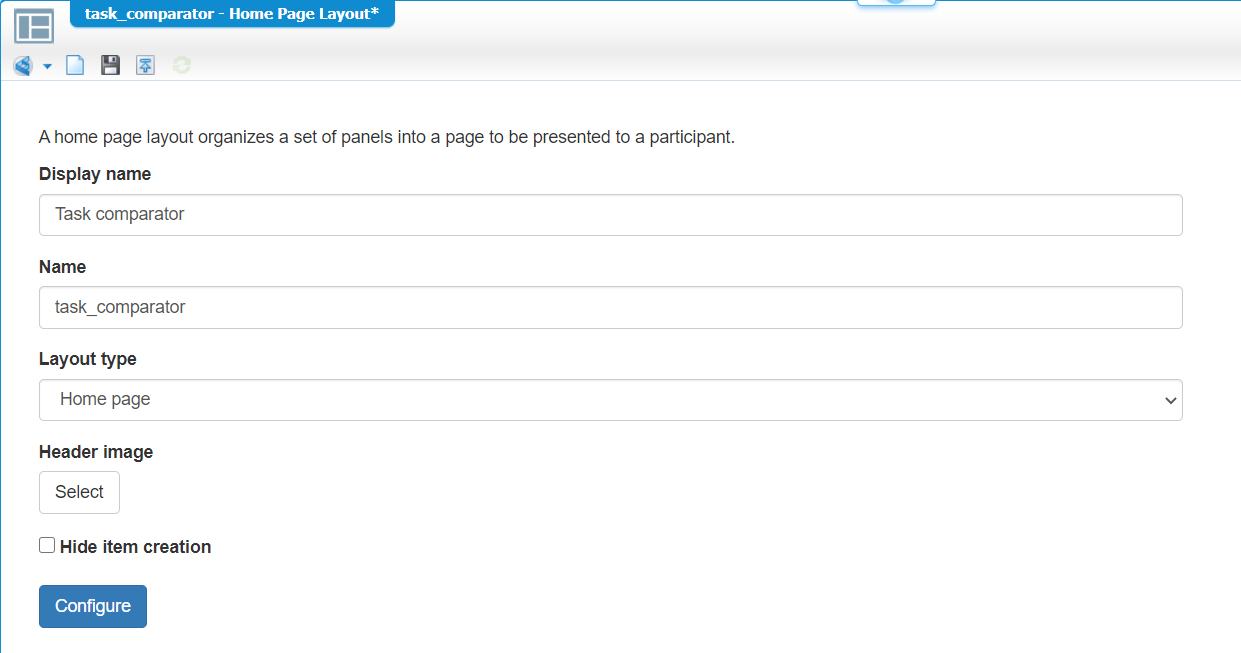 task_comparator - Home Page Layout*
A home page layout organizes a set of panels into a page to be presented to a participant.
Display name
Task comparator
Name
task_comparator
Layout type
Home page
Header image
Select
Hide item creation
Configure